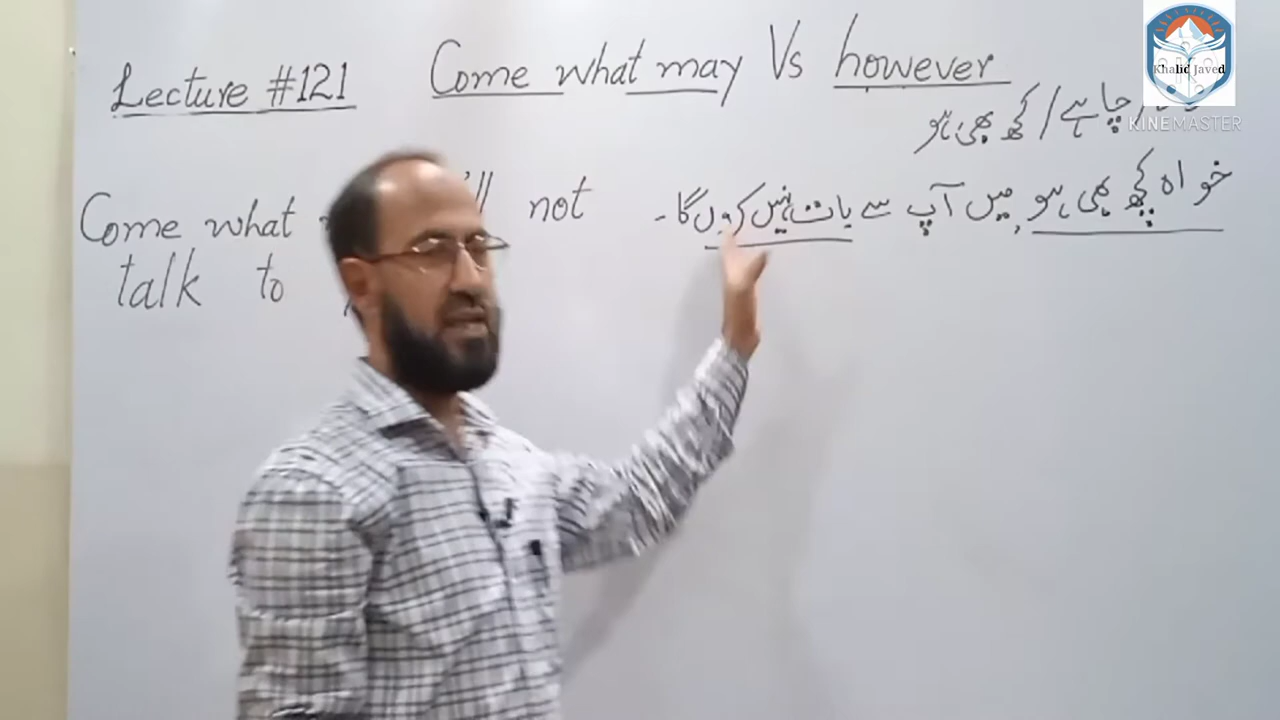 Lecture #121
Come what may Vs however
Khalid Javed
KINEMASTER
چاہے / کچھ بھی ہو
Come what 'll not
talk to
خواہ کچھ بھی ہو, میں آپ سے بات نہیں کروں گا۔